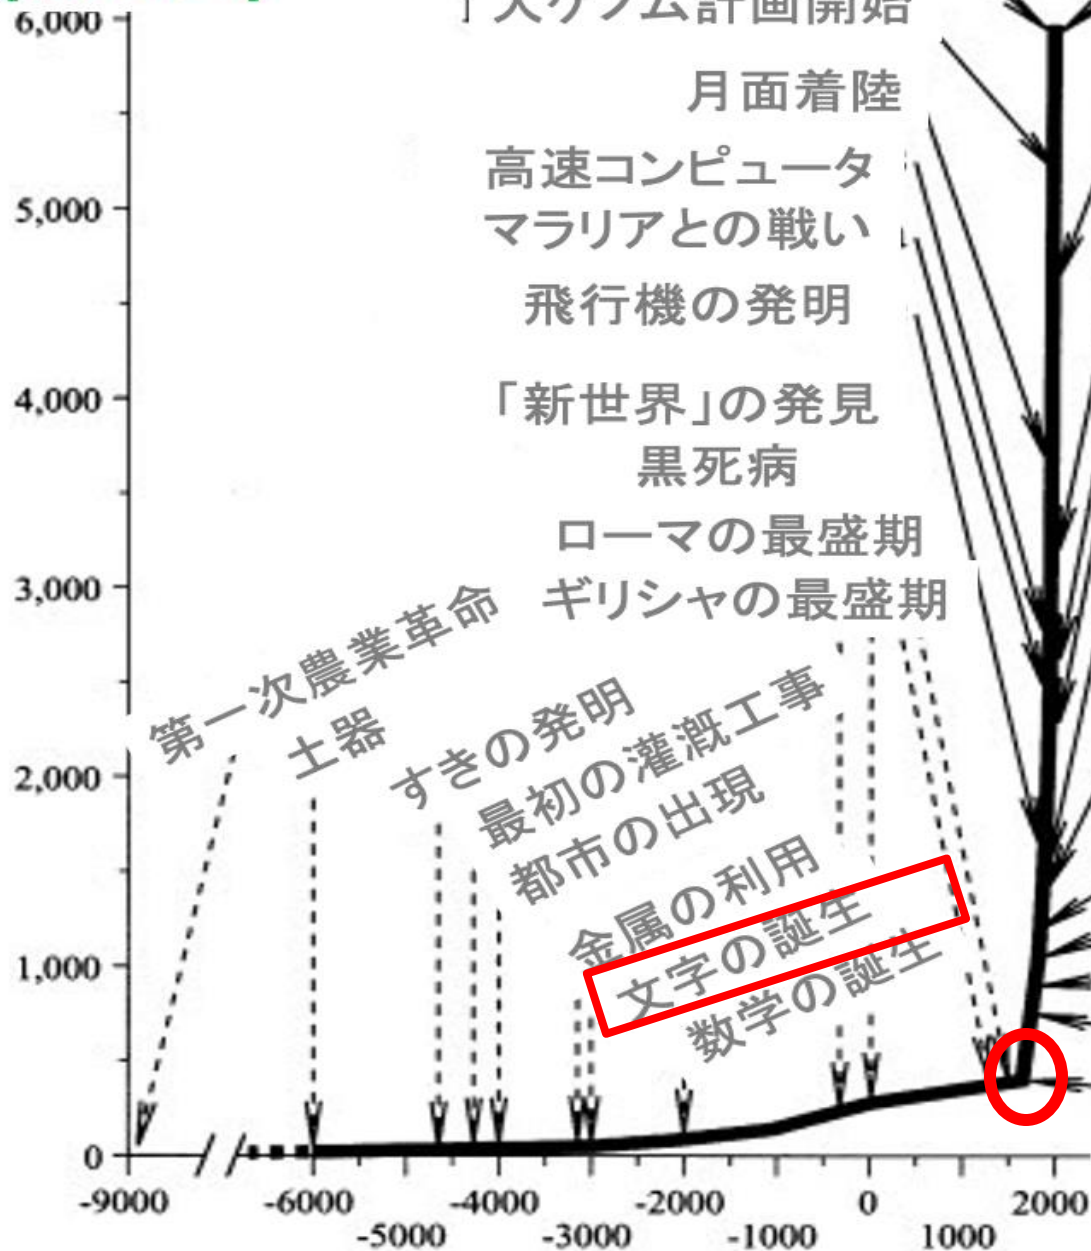 6,000
ヒトゲノム計画開始
月面着陸
高速コンピュータ
5,000
マラリアとの戦い
飛行機の発明
4,000
「新世界」の発見
黒死病
ローマの最盛期
3,000
ギリシャの最盛期
第一次農業革命
土器
すきの発明
最初の灌漑工事
2,000
都市の出現
金属の利用
文字の誕生
数学の誕生
1,000
0
-9000 -6000 -4000 -2000 0 2000
-5000 -3000 -1000 1000